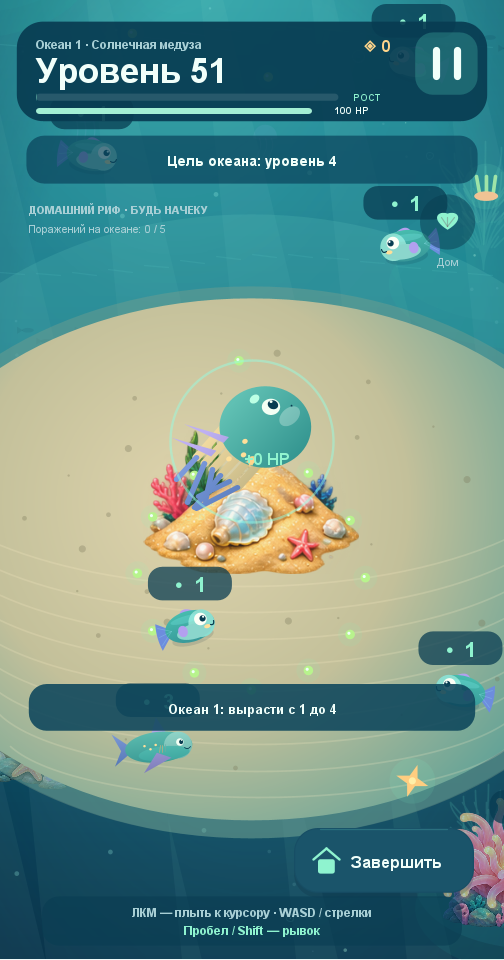 • 1
Океан 1 · Солнечная медуза
0
Уровень 51
РОСТ
100 HP
Цель океана: уровень 4
ДОМАШНИЙ РИФ · БУДЬ НАЧЕКУ
• 1
Поражений на океане: 0 / 5
Дом
+0 HP
• 1
• 1
Океан 1: вырасти с 1 до 4
Завершить
ЛКМ — плыть к курсору · WASD / стрелки
Пробел / Shift — рывок